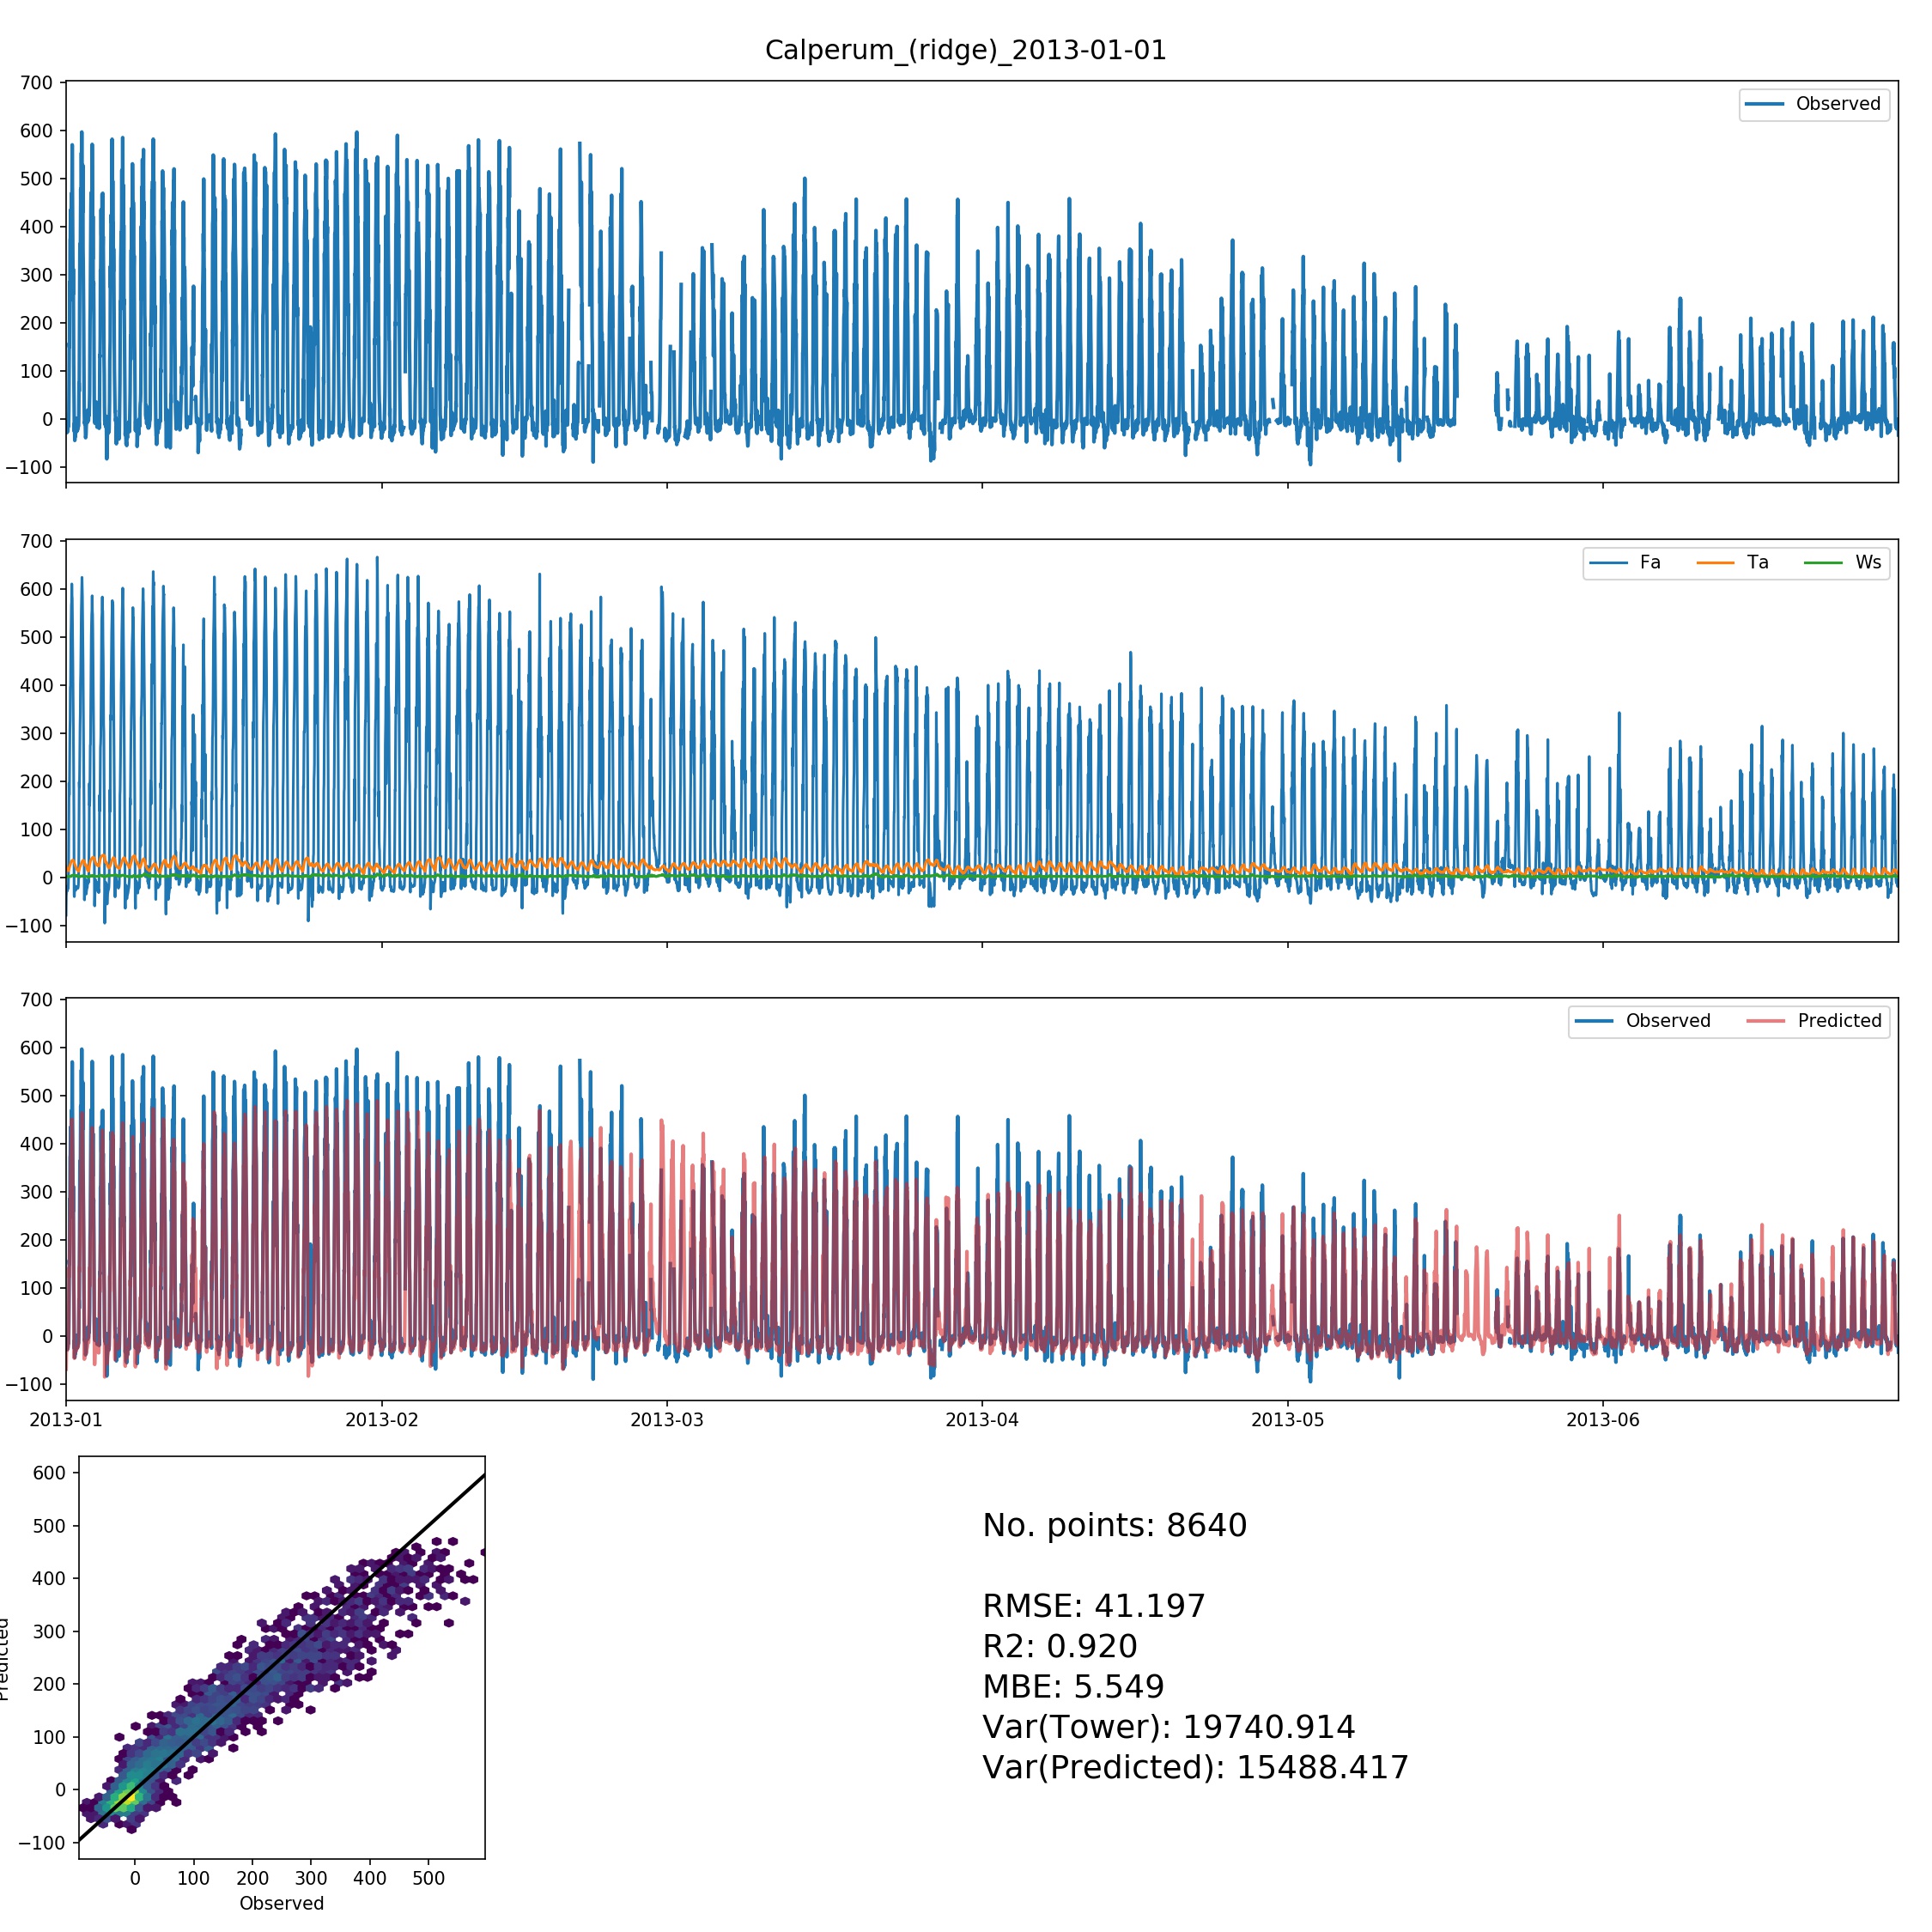 Calperum_(ridge)_2013-01-01
700
600
500
400
300
200
100
0
−100
Observed
700
600
500
400
300
200
100
0
−100
Fa Ta Ws
700
600
500
400
300
200
100
0
−100
Observed Predicted
2013-01 2013-02 2013-03 2013-04 2013-05 2013-06
600
500
400
300
200
100
0
−100
Predicted
0 100 200 300 400 500
Observed
No. points: 8640
RMSE: 41.197
R2: 0.920
MBE: 5.549
Var(Tower): 19740.914
Var(Predicted): 15488.417